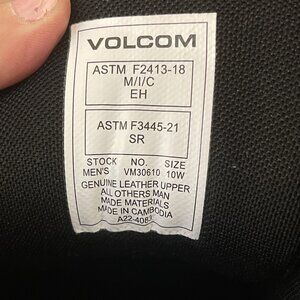 VOLCOM
ASTM F2413-18
M/I/C
EH
ASTM F3445-21
SR
STOCK NO. SIZE
MEN'S VM30610 10W
GENUINE LEATHER UPPER
ALL OTHERS MAN
MADE MATERIALS
MADE IN CAMBODIA